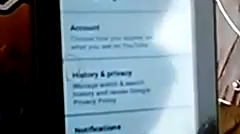 Account
Choose how you appear and
what you see on YouTube
History & privacy
Manage watch & search
history and review Google
Privacy Policy
Notifications